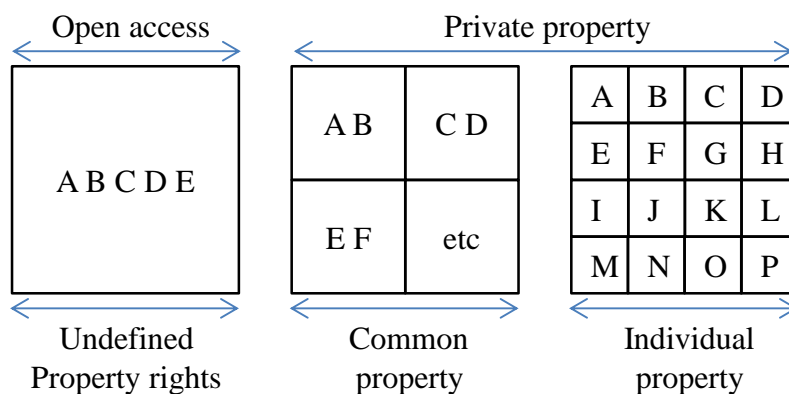 Open access
Private property
A B C D E
A B
C D
E F
etc
A B C D
E F G H
I J K L
M N O P
Undefined
Property rights
Common
property
Individual
property